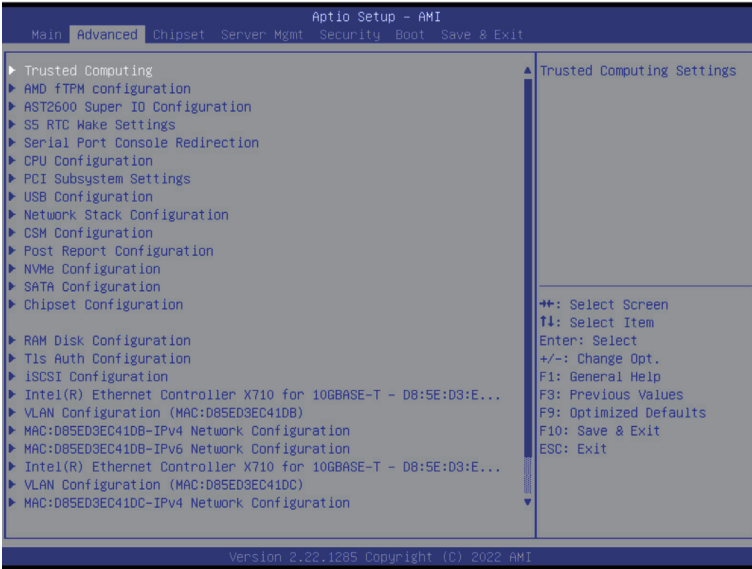 Aptio Setup – AMI
Main Advanced Chipset Server Mgmt Security Boot Save & Exit
Trusted Computing
AMD fTPM configuration
AST2600 Super IO Configuration
S5 RTC Wake Settings
Serial Port Console Redirection
CPU Configuration
PCI Subsystem Settings
USB Configuration
Network Stack Configuration
CSM Configuration
Post Report Configuration
NVMe Configuration
SATA Configuration
Chipset Configuration
RAM Disk Configuration
Tls Auth Configuration
iSCSI Configuration
Intel(R) Ethernet Controller X710 for 10GBASE-T – D8:5E:D3:E...
VLAN Configuration (MAC:D85ED3EC41DB)
MAC:D85ED3EC41DB-IPv4 Network Configuration
MAC:D85ED3EC41DB-IPv6 Network Configuration
Intel(R) Ethernet Controller X710 for 10GBASE-T – D8:5E:D3:E...
VLAN Configuration (MAC:D85ED3EC41DC)
MAC:D85ED3EC41DC-IPv4 Network Configuration
Trusted Computing Settings
→←: Select Screen
↑↓: Select Item
Enter: Select
+/-: Change Opt.
F1: General Help
F3: Previous Values
F9: Optimized Defaults
F10: Save & Exit
ESC: Exit
Version 2.22.1285 Copyright (C) 2022 AMI